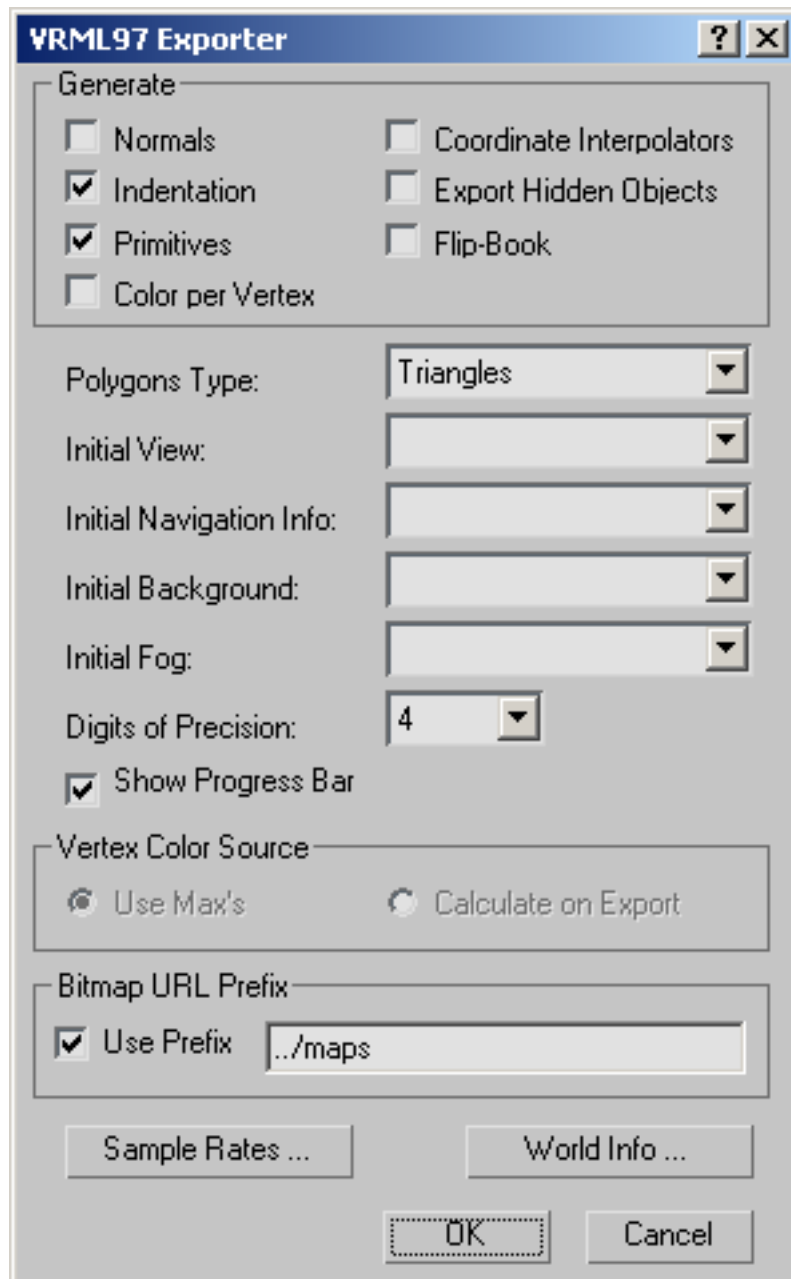 VRML97 Exporter
Generate
Normals
Coordinate Interpolators
Indentation
Export Hidden Objects
Primitives
Flip-Book
Color per Vertex
Polygons Type:
Triangles
Initial View:
Initial Navigation Info:
Initial Background:
Initial Fog:
Digits of Precision:
4
Show Progress Bar
Vertex Color Source
Use Max's
Calculate on Export
Bitmap URL Prefix
Use Prefix
../maps
Sample Rates ...
World Info ...
OK
Cancel